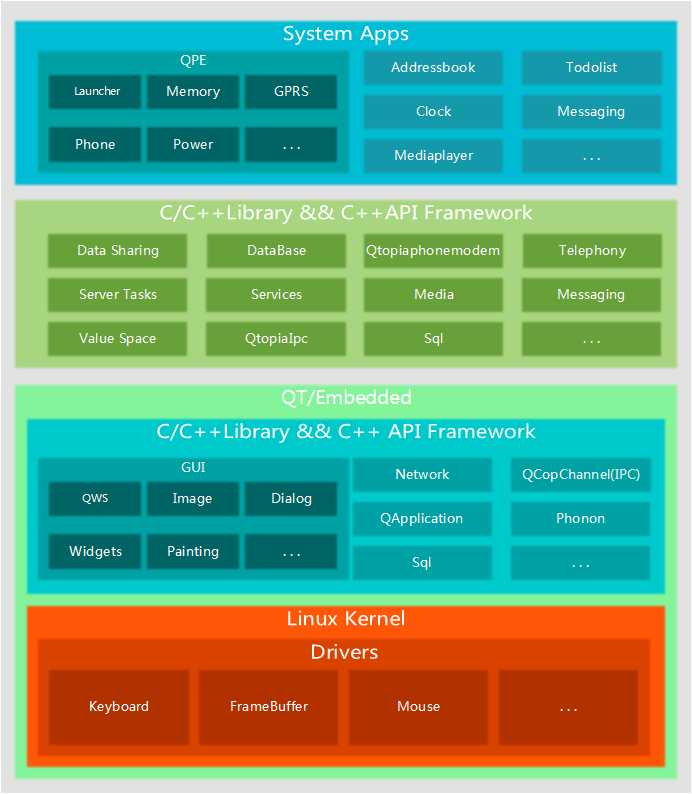 System Apps
QPE
Launcher
Memory
GPRS
Phone
Power
...
Addressbook
Todolist
Clock
Messaging
Mediaplayer
...
C/C++Library && C++API Framework
Data Sharing
DataBase
Qtopiaphonemodem
Telephony
Server Tasks
Services
Media
Messaging
Value Space
QtopiaIpc
Sql
...
QT/Embedded
C/C++Library && C++ API Framework
GUI
QWS
Image
Dialog
Widgets
Painting
...
Network
QCopChannel(IPC)
QApplication
Phonon
Sql
...
Linux Kernel
Drivers
Keyboard
FrameBuffer
Mouse
...